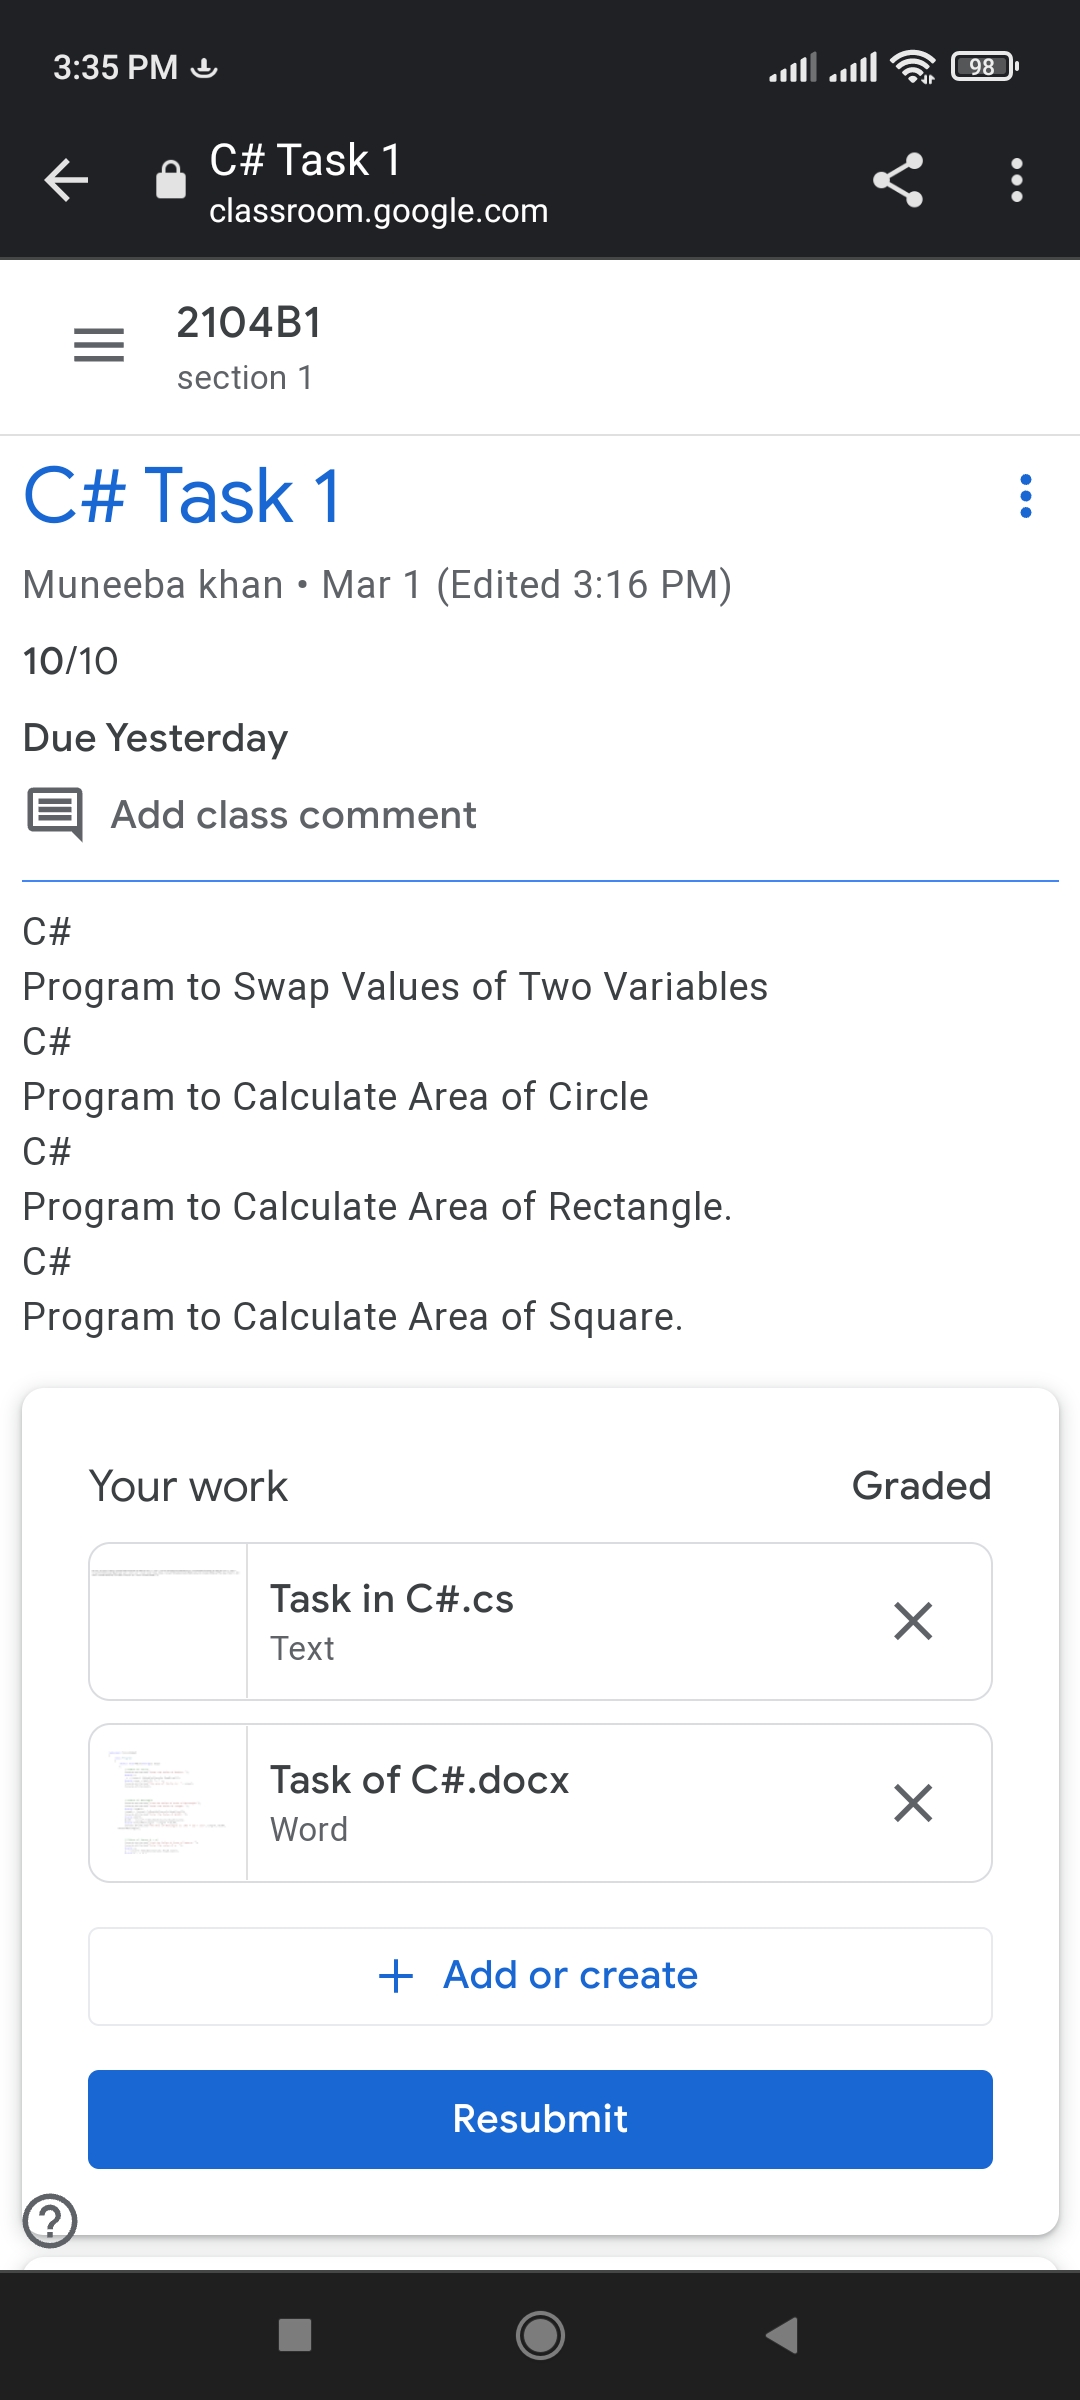 3:35 PM
98
C# Task 1
classroom.google.com
2104B1
section 1
C# Task 1
Muneeba khan • Mar 1 (Edited 3:16 PM)
10/10
Due Yesterday
Add class comment
C#
Program to Swap Values of Two Variables
C#
Program to Calculate Area of Circle
C#
Program to Calculate Area of Rectangle.
C#
Program to Calculate Area of Square.
Your work
Graded
Task in C#.cs
Text
Task of C#.docx
Word
Add or create
Resubmit